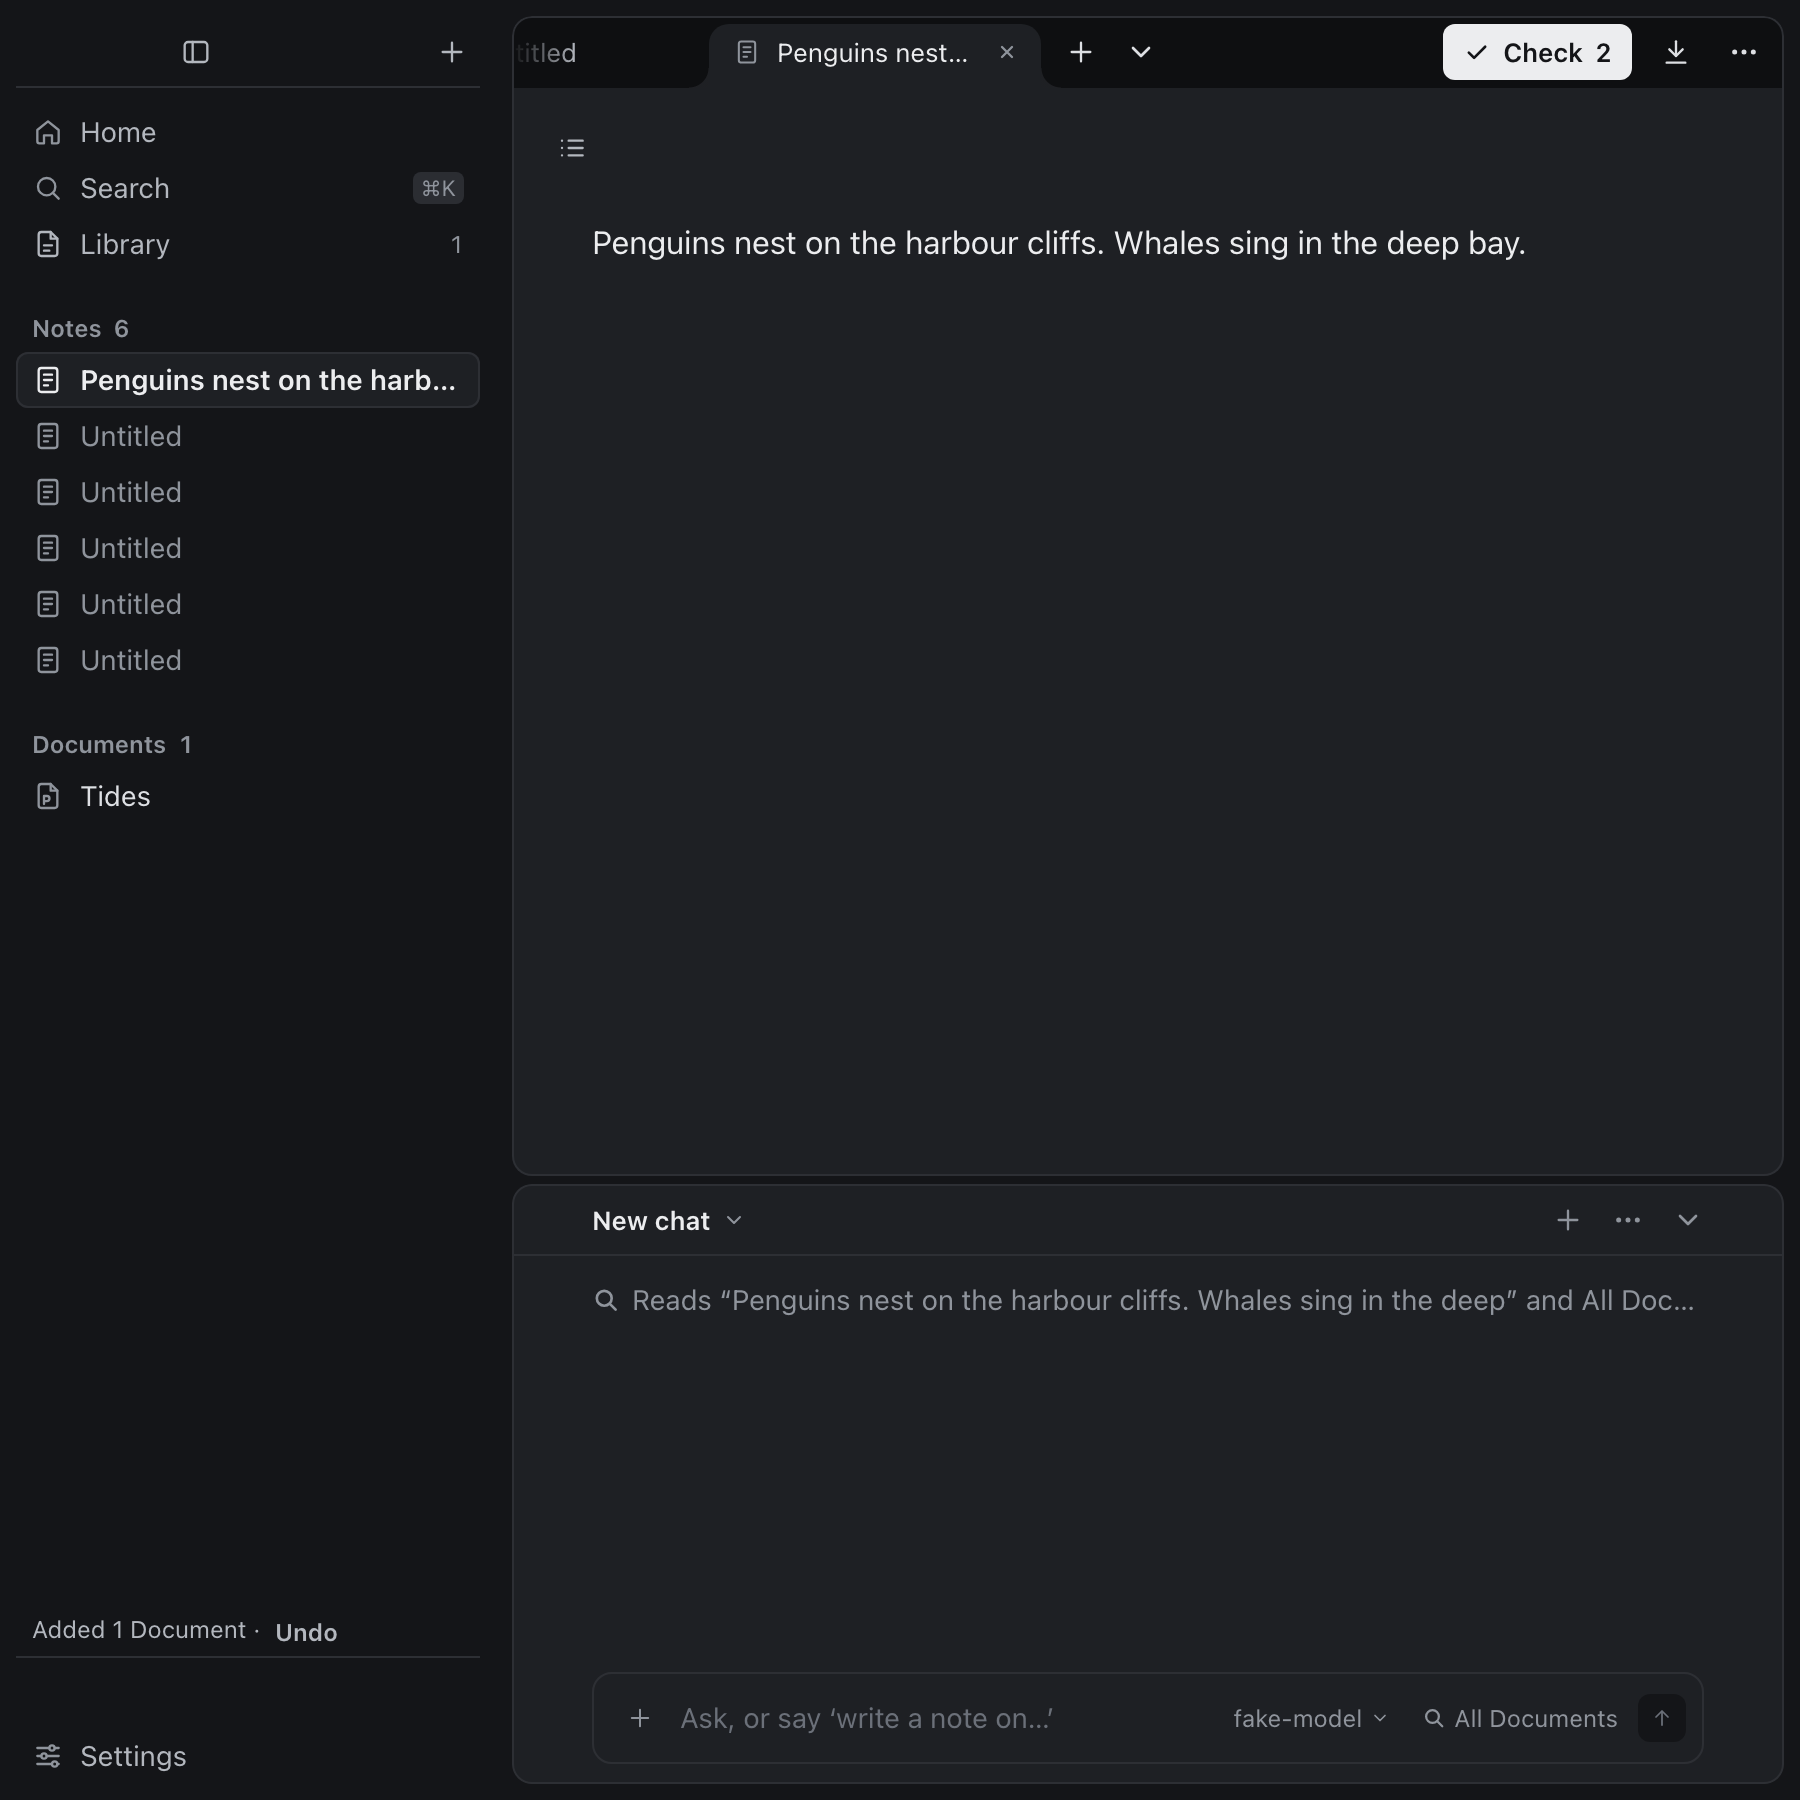 titled
Penguins nest...
Check 2
Home
Search ⌘K
Library 1
Notes 6
Penguins nest on the harb...
Untitled
Untitled
Untitled
Untitled
Untitled
Documents 1
Tides
Added 1 Document · Undo
Settings
Penguins nest on the harbour cliffs. Whales sing in the deep bay.
New chat
Reads “Penguins nest on the harbour cliffs. Whales sing in the deep” and All Doc...
Ask, or say ‘write a note on...’ fake-model All Documents